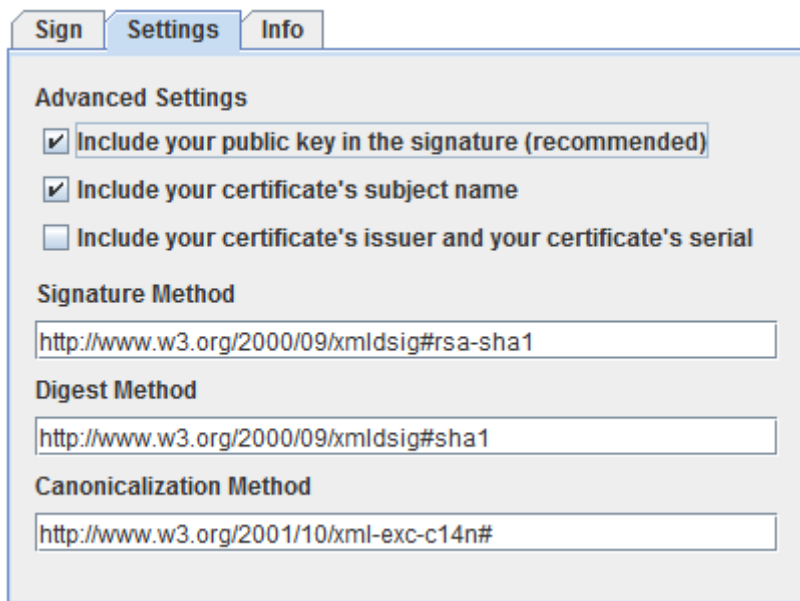 Sign Settings Info
Advanced Settings
Include your public key in the signature (recommended)
Include your certificate's subject name
Include your certificate's issuer and your certificate's serial
Signature Method
http://www.w3.org/2000/09/xmldsig#rsa-sha1
Digest Method
http://www.w3.org/2000/09/xmldsig#sha1
Canonicalization Method
http://www.w3.org/2001/10/xml-exc-c14n#